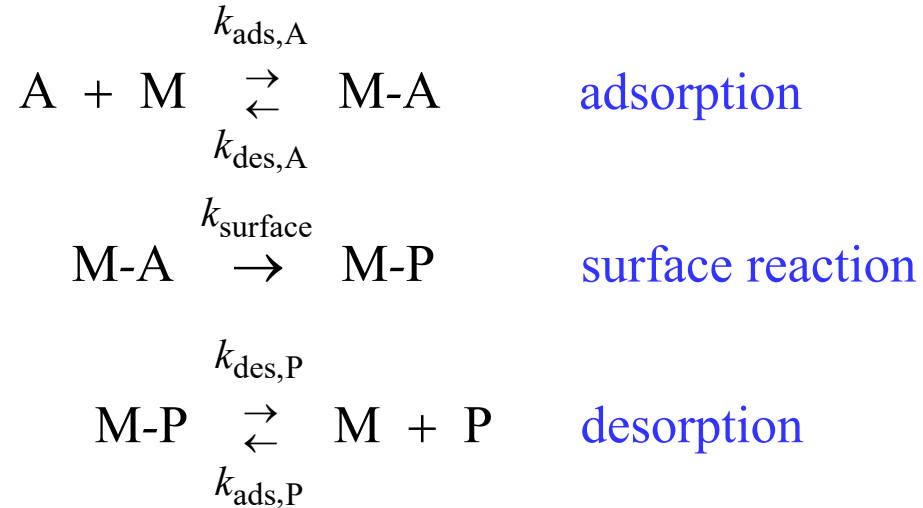 k_ads,A
A + M →← M-A adsorption
k_des,A
k_surface
M-A → M-P surface reaction
k_des,P
M-P →← M + P desorption
k_ads,P